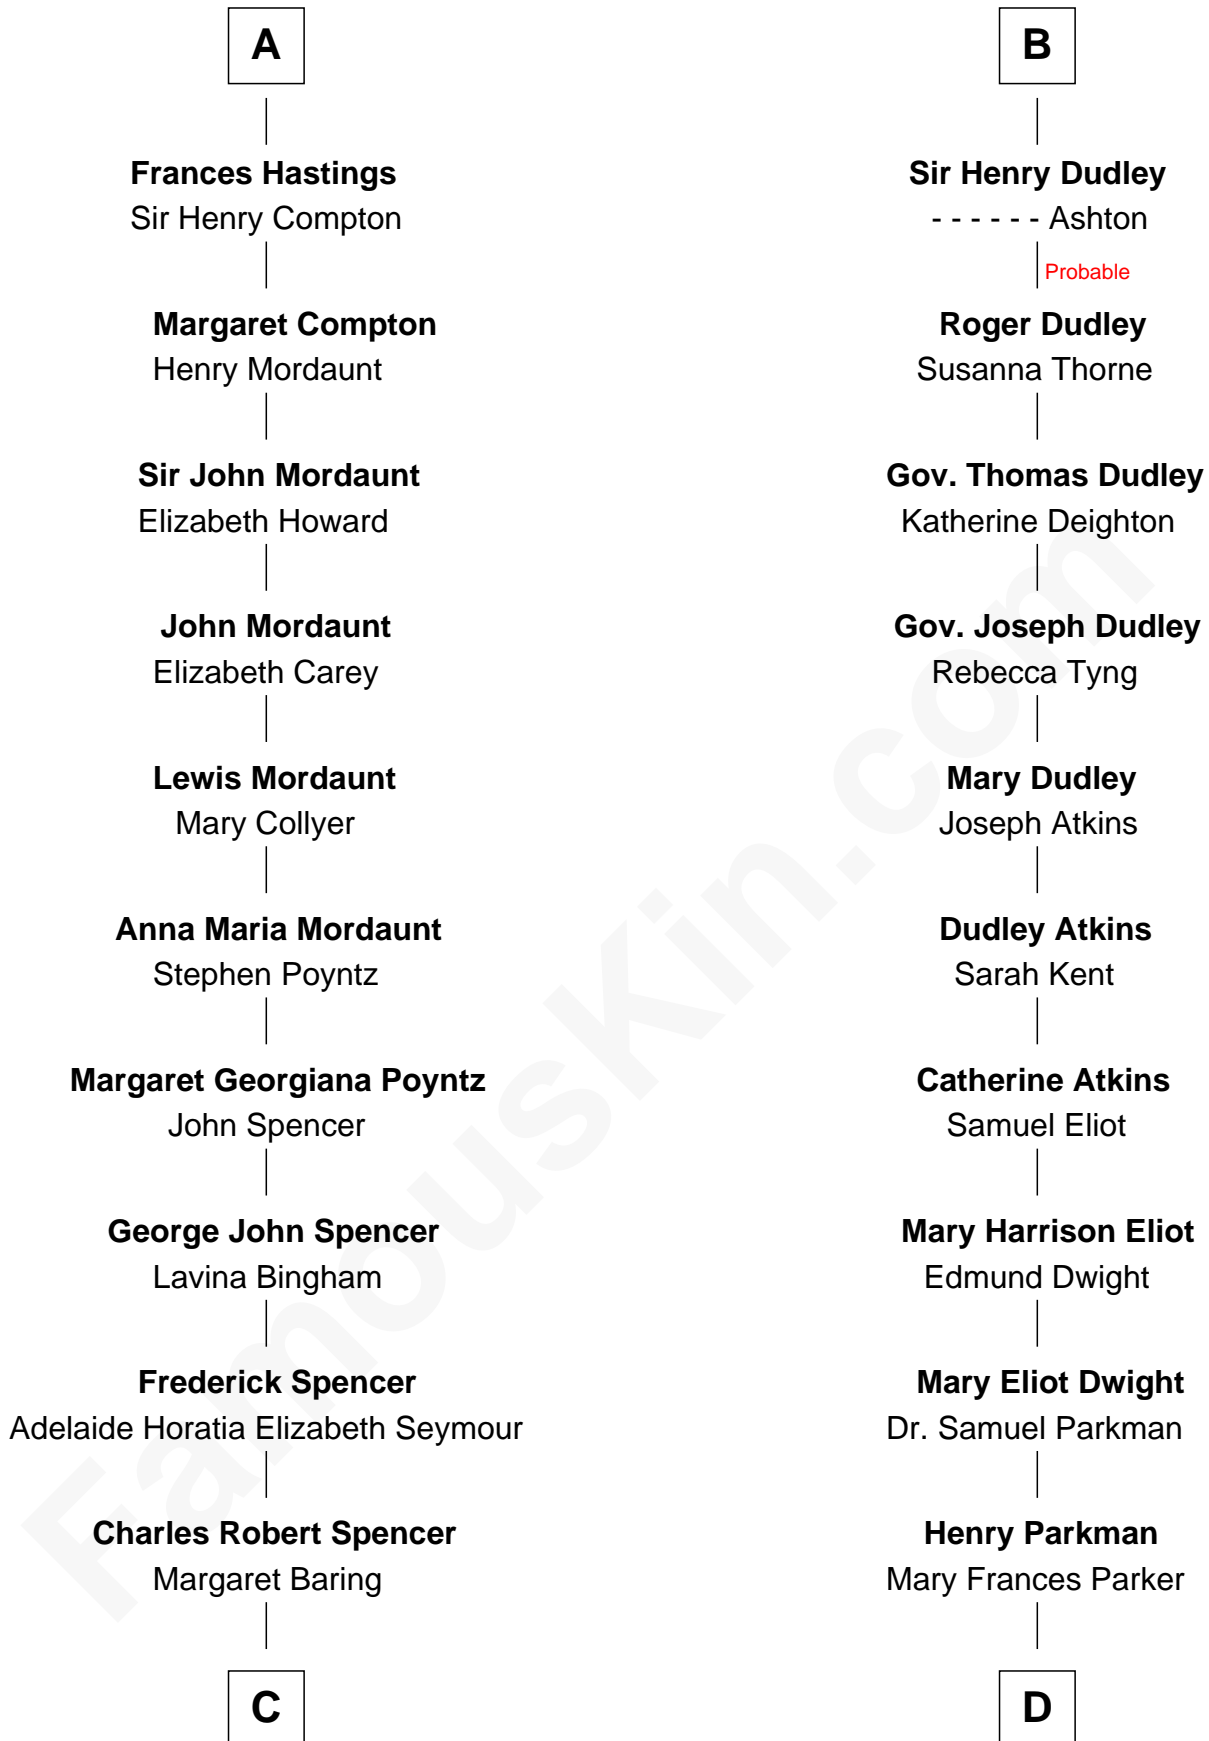 A
Frances Hastings
Sir Henry Compton
Margaret Compton
Henry Mordaunt
Sir John Mordaunt
Elizabeth Howard
John Mordaunt
Elizabeth Carey
Lewis Mordaunt
Mary Collyer
Anna Maria Mordaunt
Stephen Poyntz
Margaret Georgiana Poyntz
John Spencer
George John Spencer
Lavina Bingham
Frederick Spencer
Adelaide Horatia Elizabeth Seymour
Charles Robert Spencer
Margaret Baring
C
B
Sir Henry Dudley
- - - - - - Ashton
Probable
Roger Dudley
Susanna Thorne
Gov. Thomas Dudley
Katherine Deighton
Gov. Joseph Dudley
Rebecca Tyng
Mary Dudley
Joseph Atkins
Dudley Atkins
Sarah Kent
Catherine Atkins
Samuel Eliot
Mary Harrison Eliot
Edmund Dwight
Mary Eliot Dwight
Dr. Samuel Parkman
Henry Parkman
Mary Frances Parker
D
FamousKin.com